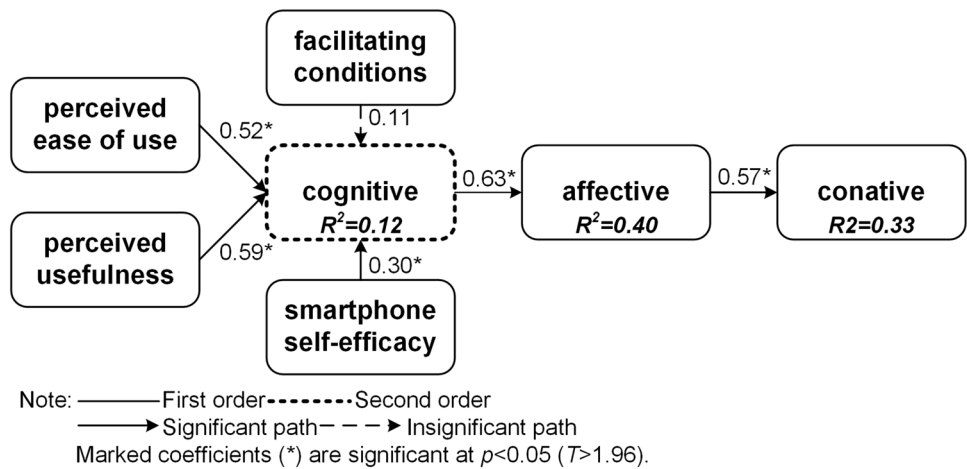 facilitating
conditions
perceived
ease of use
0.52*
0.11
cognitive
R²=0.12
0.63*
affective
R²=0.40
0.57*
conative
R2=0.33
perceived
usefulness
0.59*
0.30*
smartphone
self-efficacy
Note: First order Second order
Significant path Insignificant path
Marked coefficients (*) are significant at p<0.05 (T>1.96).